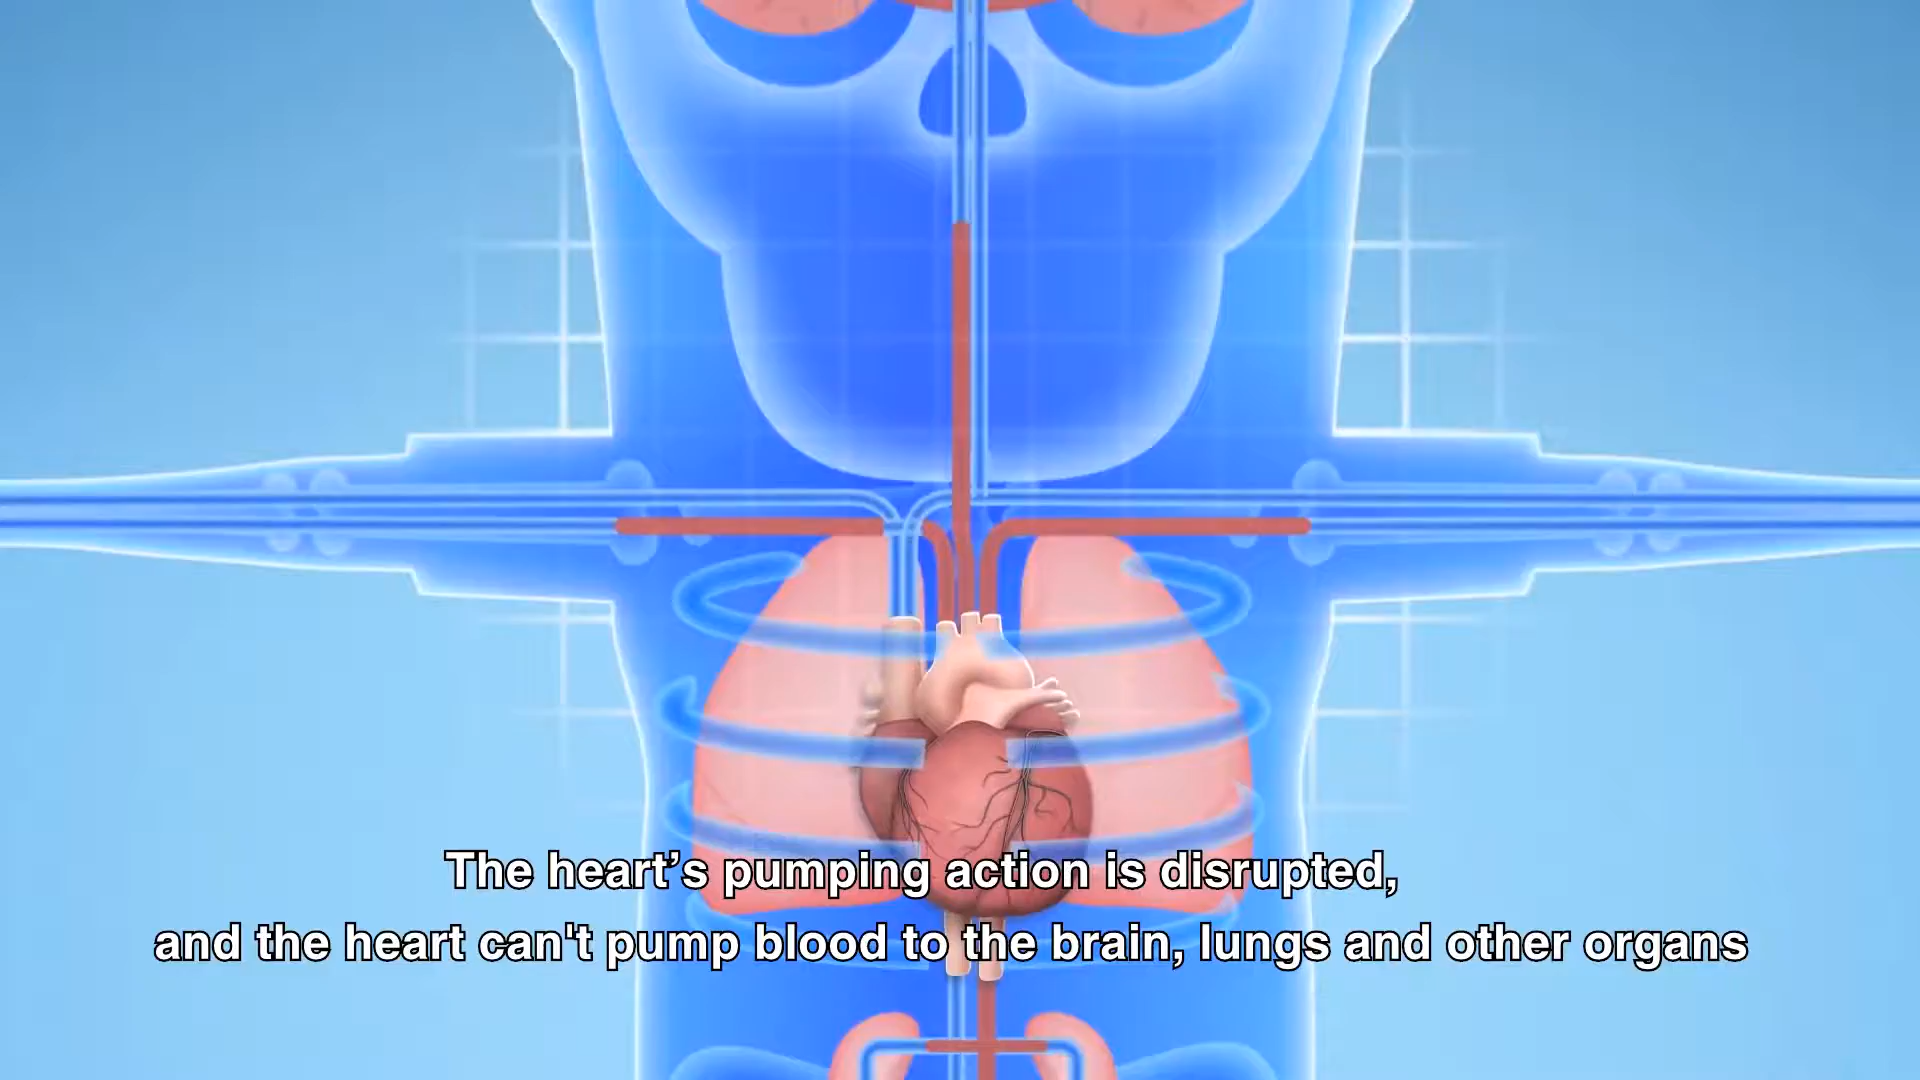 The heart’s pumping action is disrupted,
and the heart can't pump blood to the brain, lungs and other organs